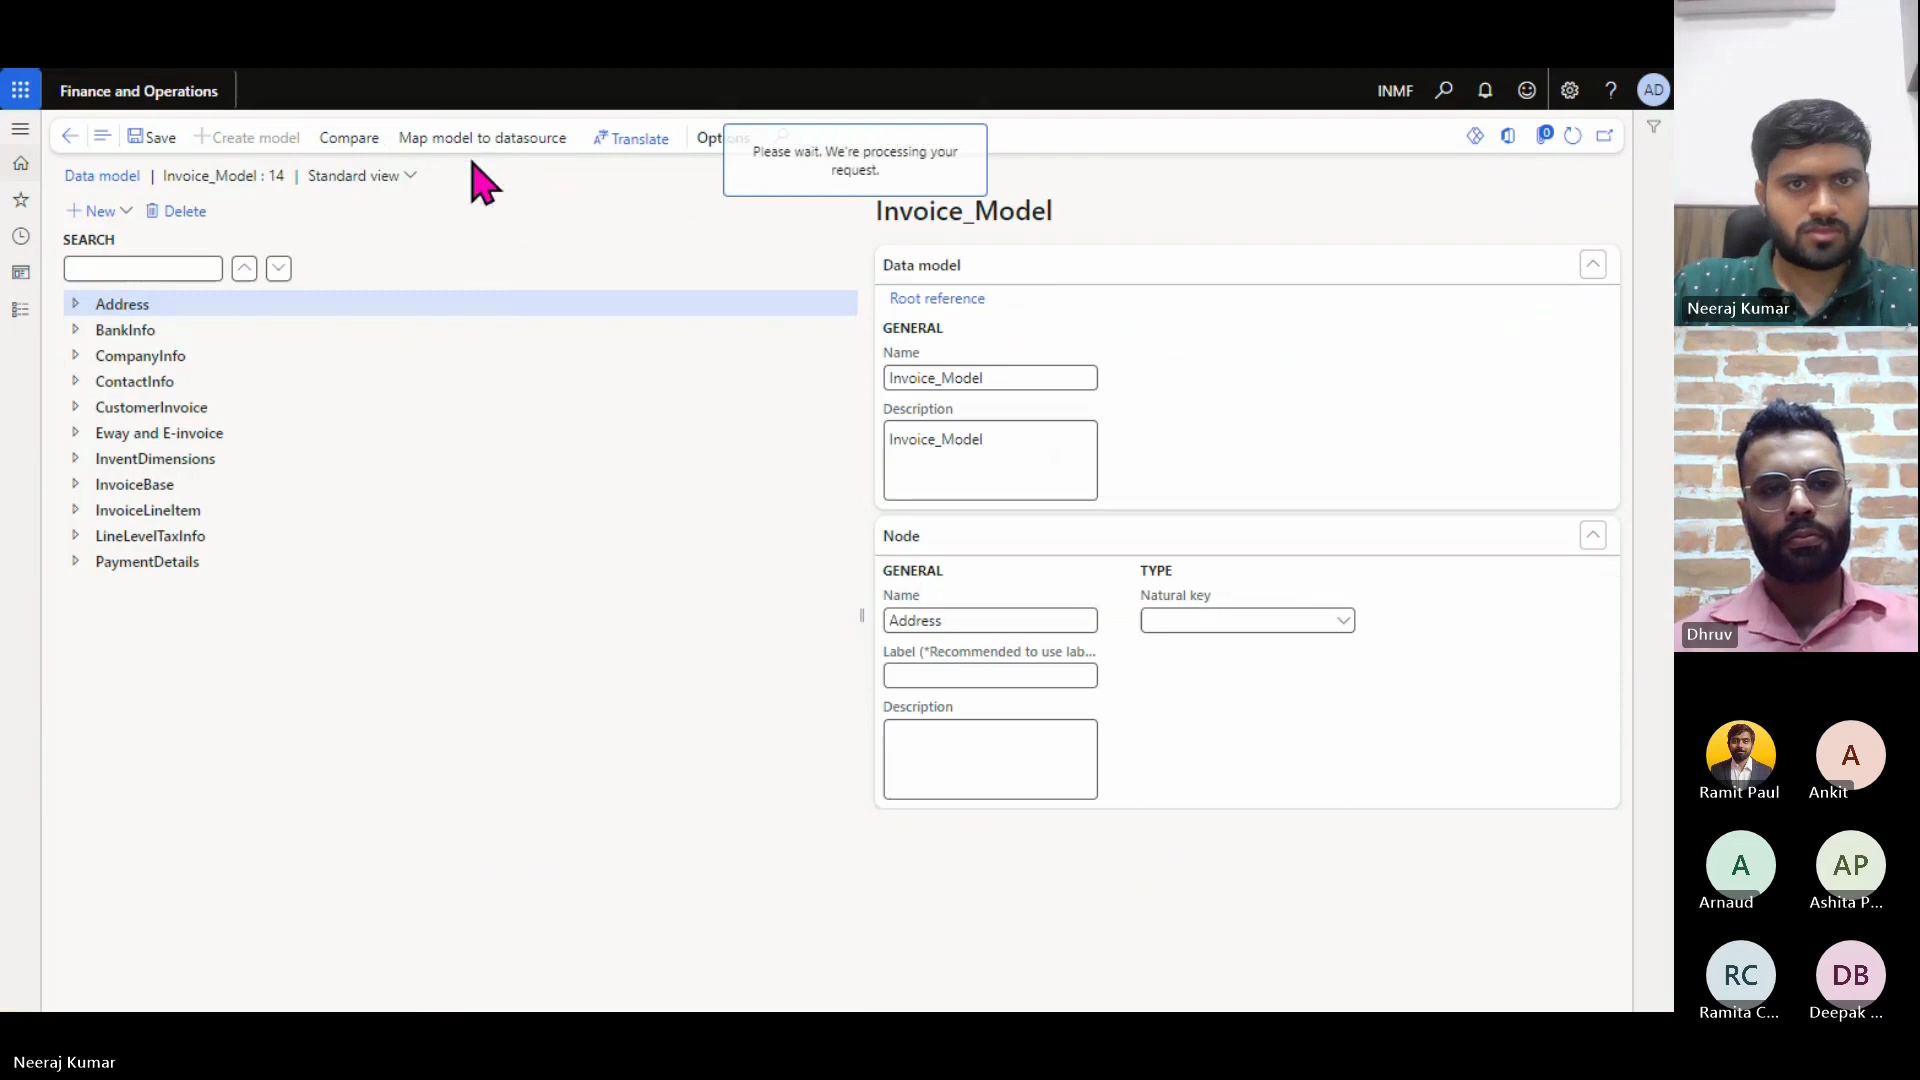 Finance and Operations
INMF
AD
Save
Create model
Compare
Map model to datasource
Translate
Options
0
Please wait. We're processing your
request.
Data model | Invoice_Model : 14 | Standard view
New
Delete
SEARCH
Address
BankInfo
CompanyInfo
ContactInfo
CustomerInvoice
Eway and E-invoice
InventDimensions
InvoiceBase
InvoiceLineItem
LineLevelTaxInfo
PaymentDetails
Invoice_Model
Data model
Root reference
GENERAL
Name
Invoice_Model
Description
Invoice_Model
Node
GENERAL
Name
Address
Label (*Recommended to use lab...
Description
TYPE
Natural key
Neeraj Kumar
Dhruv
Ramit Paul
A
Ankit
A
Arnaud
AP
Ashita P...
RC
Ramita C...
DB
Deepak ...
Neeraj Kumar